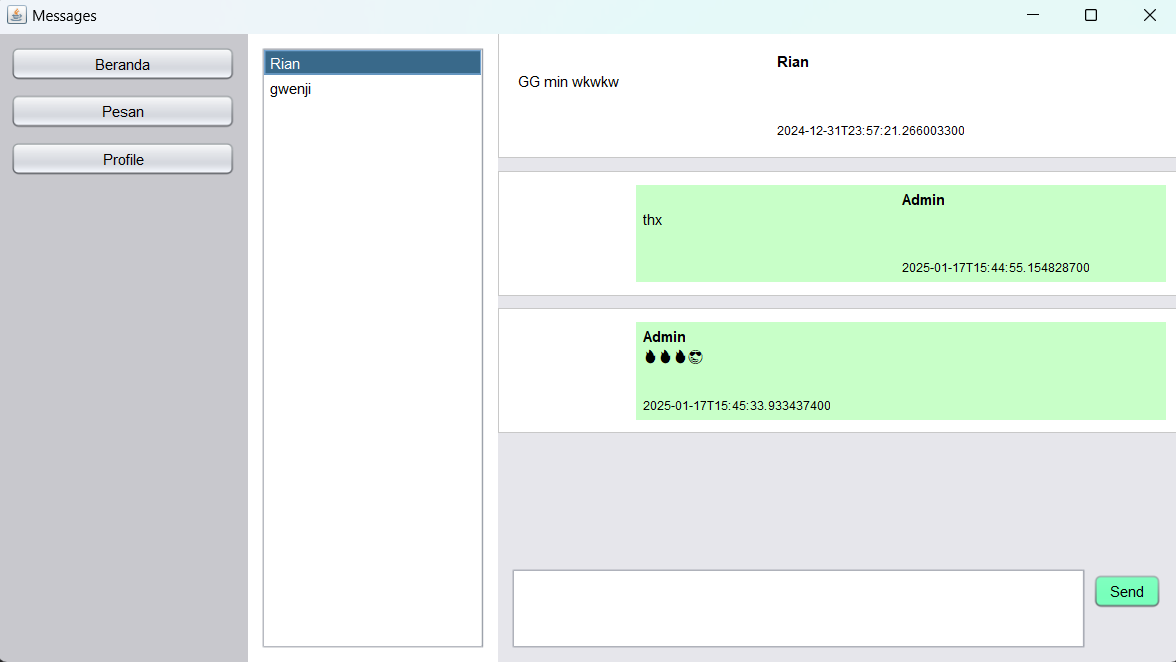 Messages
Beranda
Pesan
Profile
Rian
gwenji
Rian
GG min wkwkw
2024-12-31T23:57:21.266003300
Admin
thx
2025-01-17T15:44:55.154828700
Admin
🔥🔥🔥😎
2025-01-17T15:45:33.933437400
Send